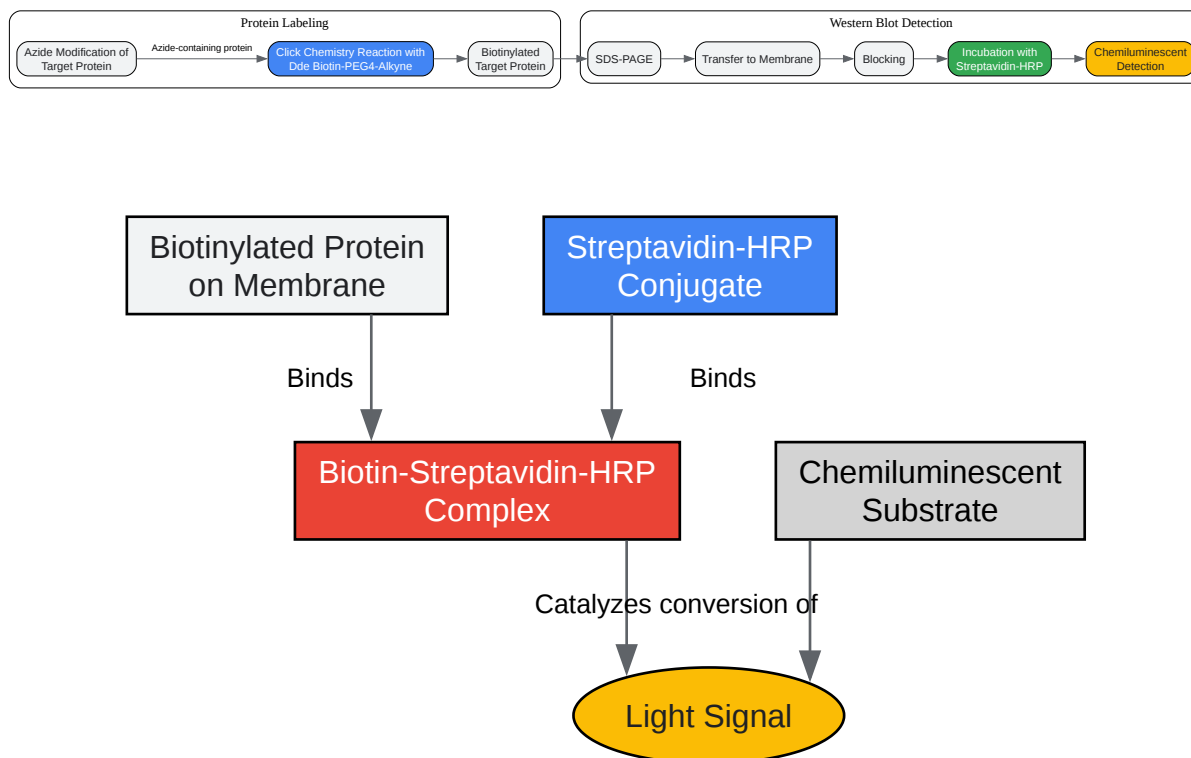 Protein Labeling
Azide Modification of
Target Protein
Azide-containing protein
Click Chemistry Reaction with
Dde Biotin-PEG4-Alkyne
Biotinylated
Target Protein
Western Blot Detection
SDS-PAGE
Transfer to Membrane
Blocking
Incubation with
Streptavidin-HRP
Chemiluminescent
Detection
Biotinylated Protein
on Membrane
Streptavidin-HRP
Conjugate
Binds
Binds
Biotin-Streptavidin-HRP
Complex
Chemiluminescent
Substrate
Catalyzes conversion of
Light Signal